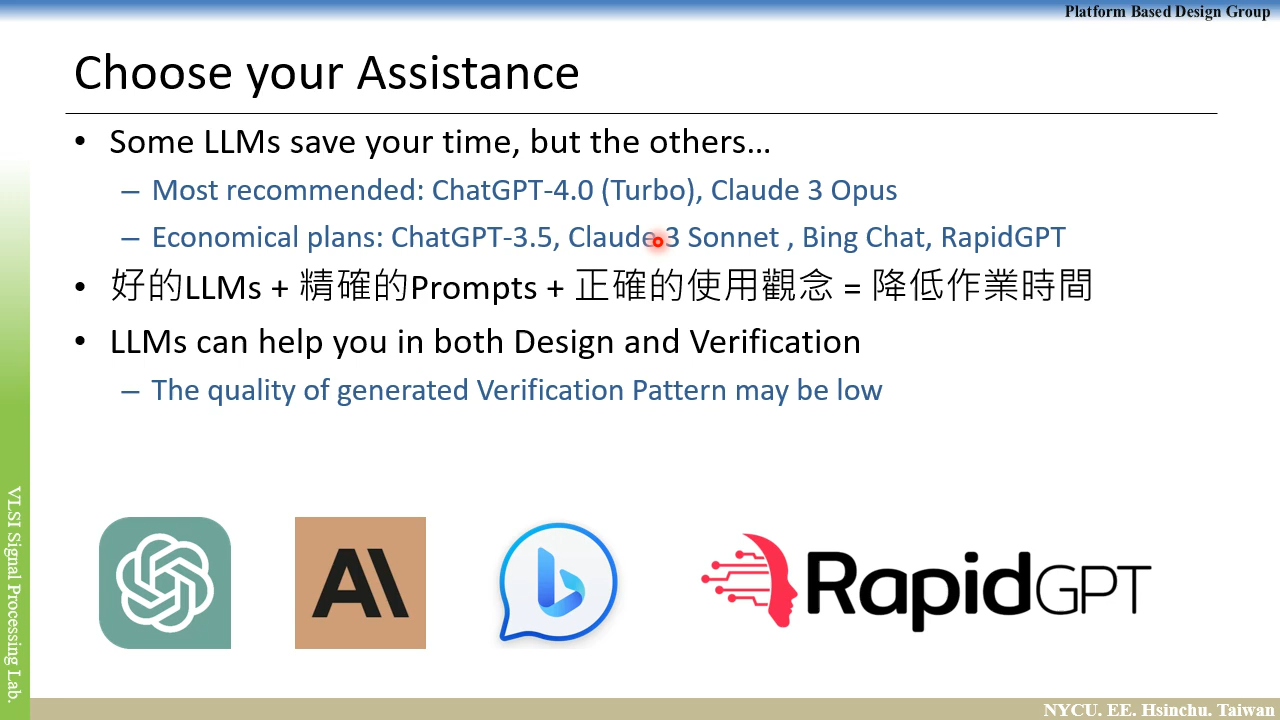 Platform Based Design Group
Choose your Assistance
• Some LLMs save your time, but the others…
– Most recommended: ChatGPT-4.0 (Turbo), Claude 3 Opus
– Economical plans: ChatGPT-3.5, Claude 3 Sonnet , Bing Chat, RapidGPT
• 好的LLMs + 精確的Prompts + 正確的使用觀念 = 降低作業時間
• LLMs can help you in both Design and Verification
– The quality of generated Verification Pattern may be low
VLSI Signal Processing Lab.
AI
RapidGPT
NYCU. EE. Hsinchu. Taiwan